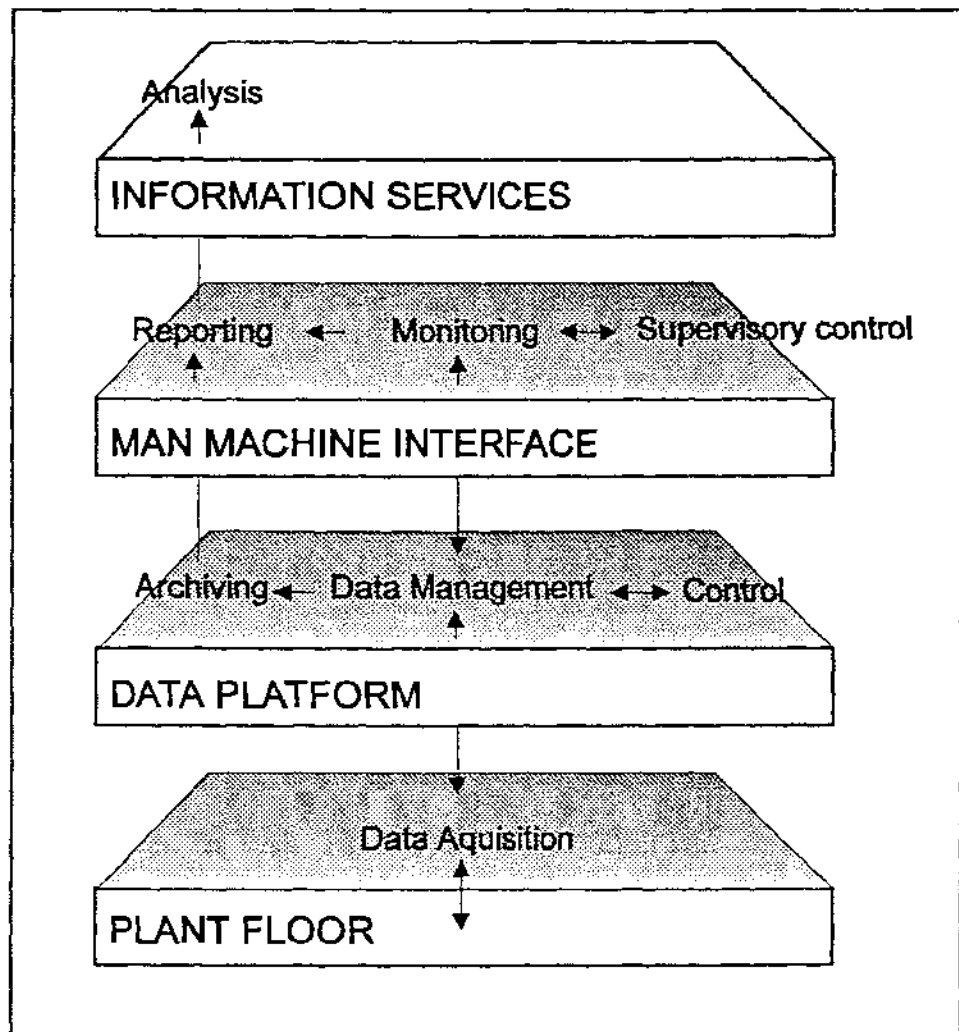 Analysis
INFORMATION SERVICES
Reporting Monitoring Supervisory control
MAN MACHINE INTERFACE
Archiving Data Management Control
DATA PLATFORM
Data Aquisition
PLANT FLOOR